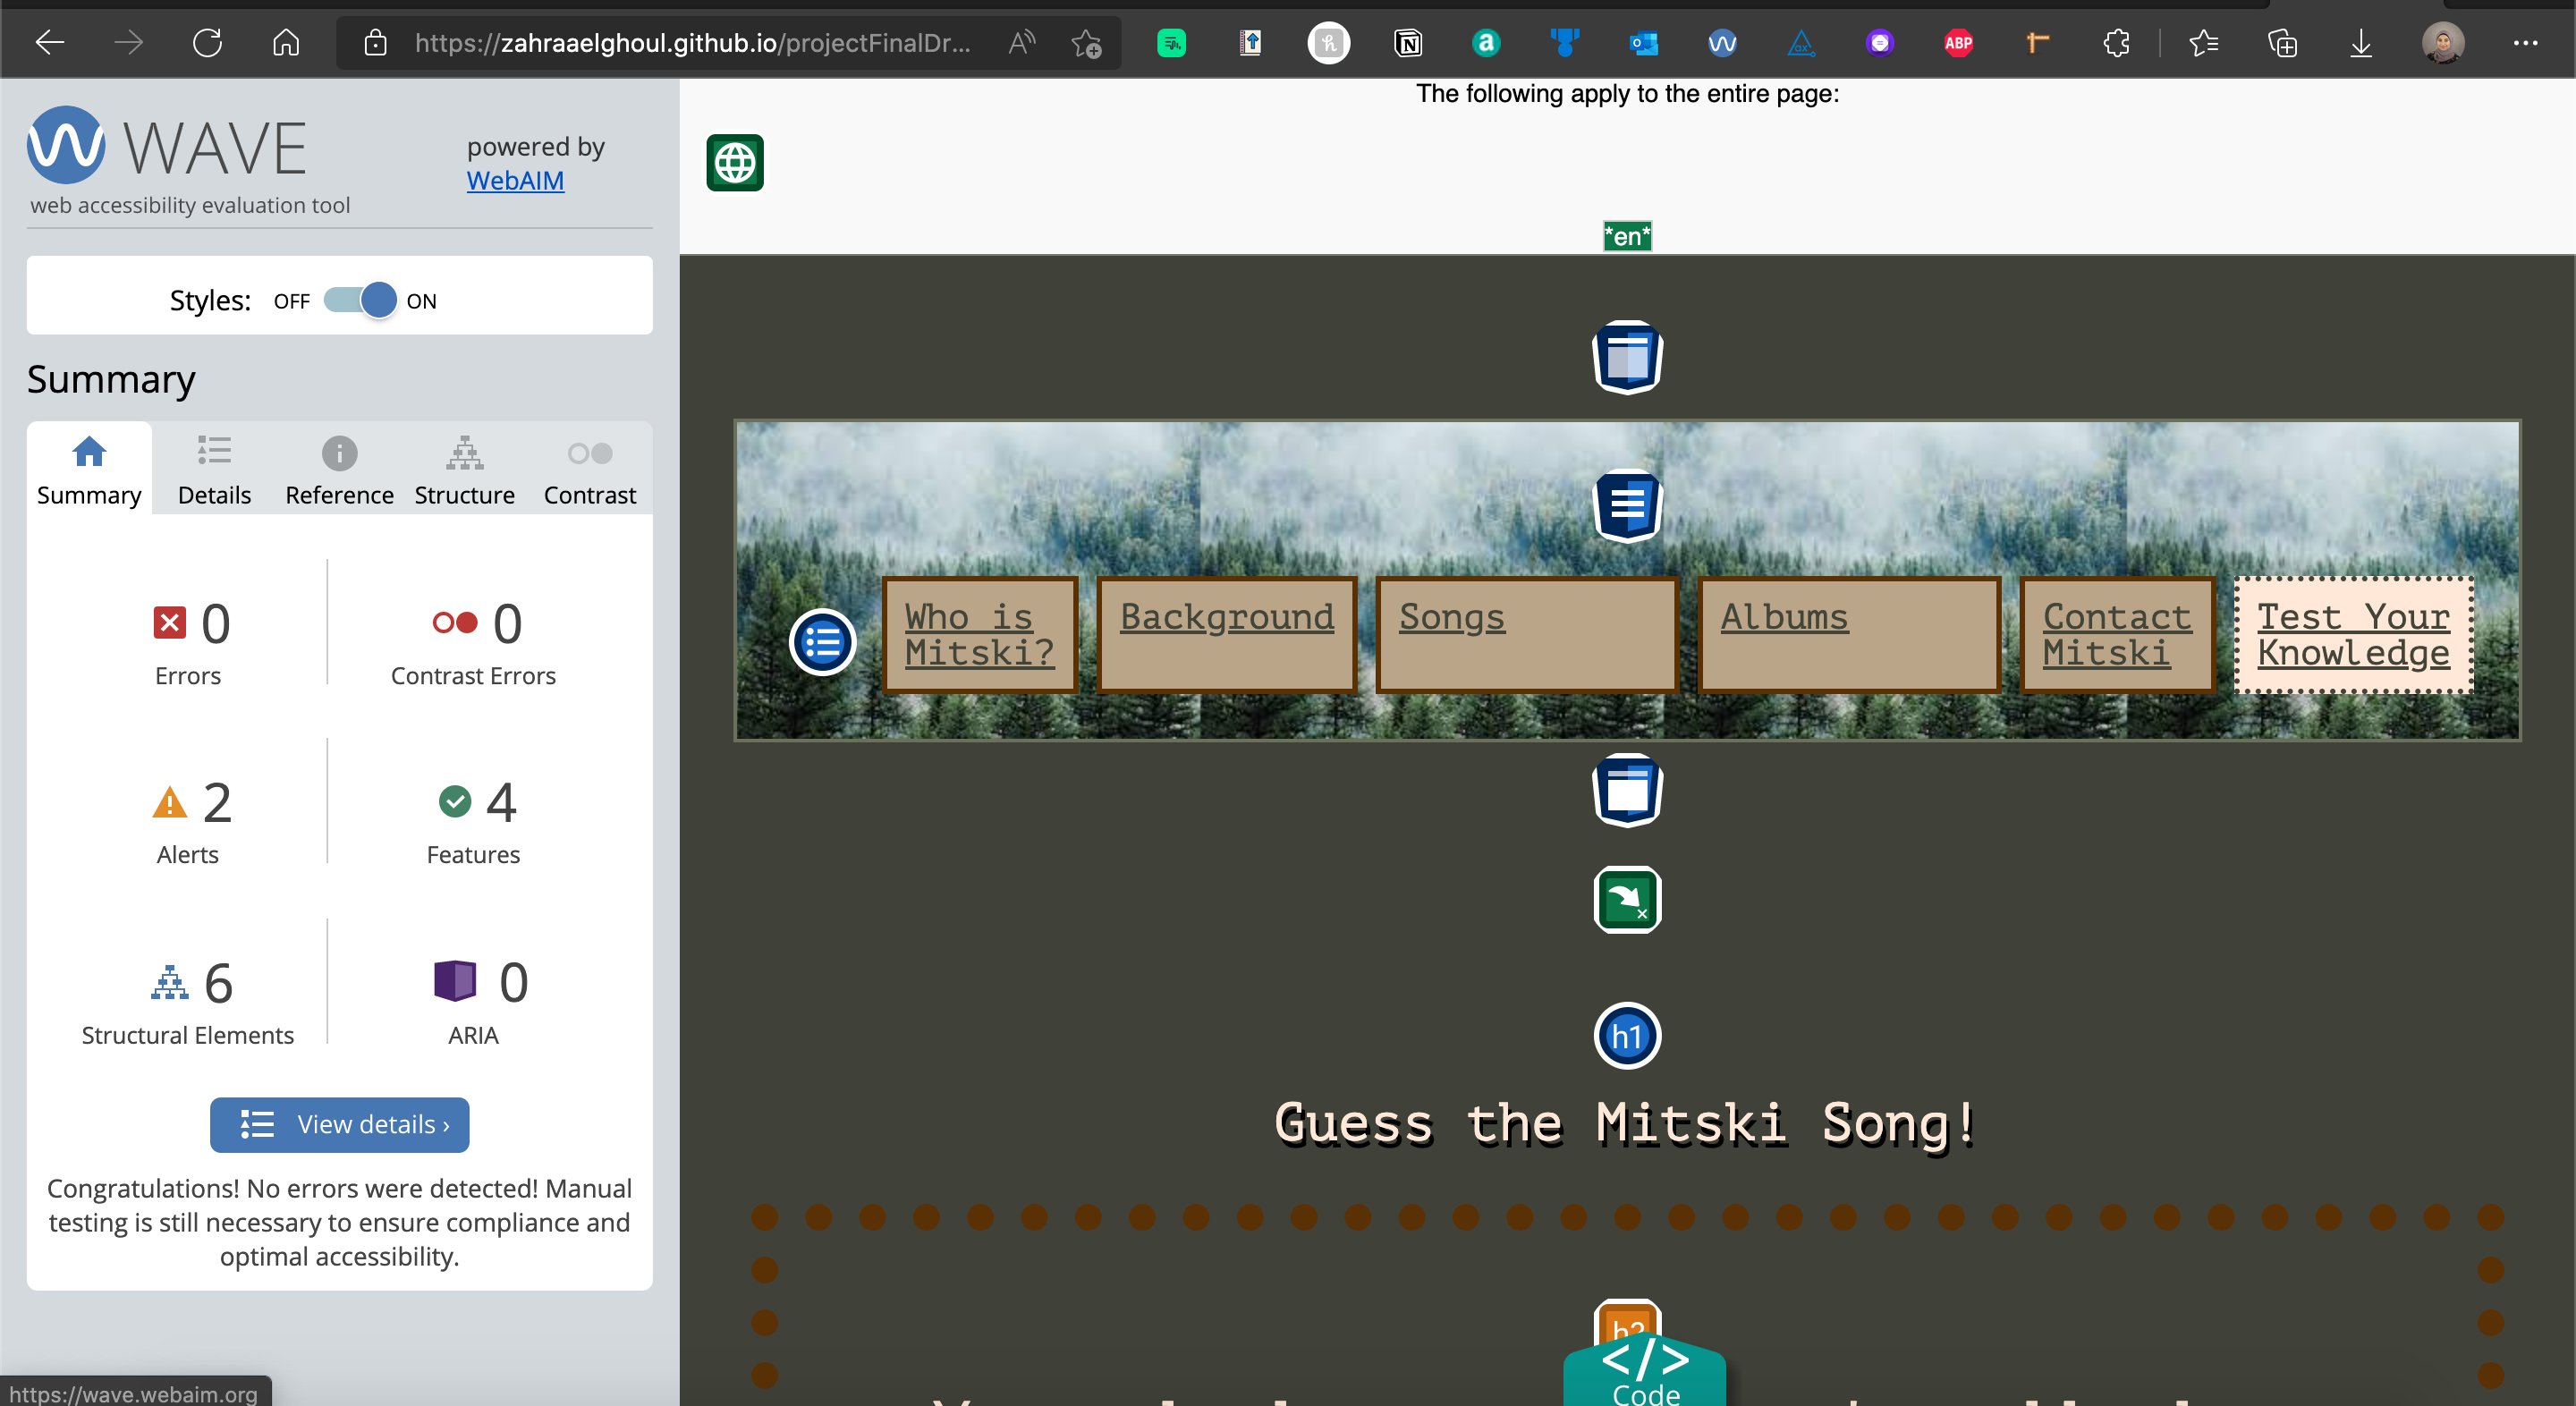 https://zahraaelghoul.github.io/projectFinalDr...
ABP
WAVE
powered by
WebAIM
web accessibility evaluation tool
Styles: OFF ON
Summary
Summary Details Reference Structure Contrast
0 0
Errors Contrast Errors
2 4
Alerts Features
6 0
Structural Elements ARIA
View details ›
Congratulations! No errors were detected! Manual
testing is still necessary to ensure compliance and
optimal accessibility.
https://wave.webaim.org
The following apply to the entire page:
*en*
Who is
Mitski?
Background
Songs
Albums
Contact
Mitski
Test Your
Knowledge
h1
Guess the Mitski Song!
</>
Code